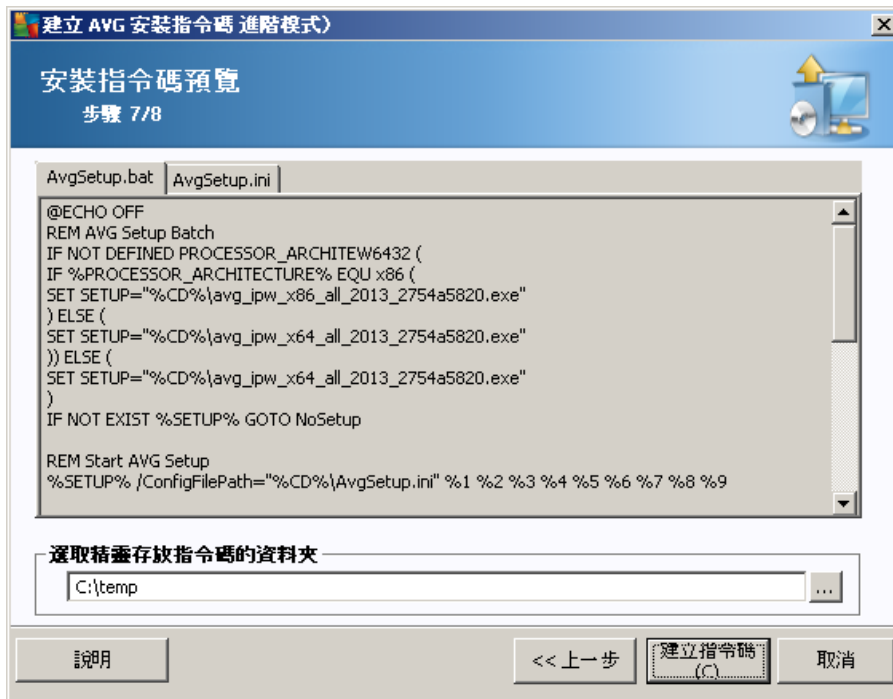 建立 AVG 安裝指令碼 進階模式）
安裝指令碼預覽
步驟 7/8
AvgSetup.bat
AvgSetup.ini
@ECHO OFF
REM AVG Setup Batch
IF NOT DEFINED PROCESSOR_ARCHITEW6432 (
IF %PROCESSOR_ARCHITECTURE% EQU x86 (
SET SETUP="%CD%\avg_ipw_x86_all_2013_2754a5820.exe"
) ELSE (
SET SETUP="%CD%\avg_ipw_x64_all_2013_2754a5820.exe"
)) ELSE (
SET SETUP="%CD%\avg_ipw_x64_all_2013_2754a5820.exe"
)
IF NOT EXIST %SETUP% GOTO NoSetup
REM Start AVG Setup
%SETUP% /ConfigFilePath="%CD%\AvgSetup.ini" %1 %2 %3 %4 %5 %6 %7 %8 %9
選取精靈存放指令碼的資料夾
C:\temp
...
說明
<< 上一步
建立指令碼
(C)
取消